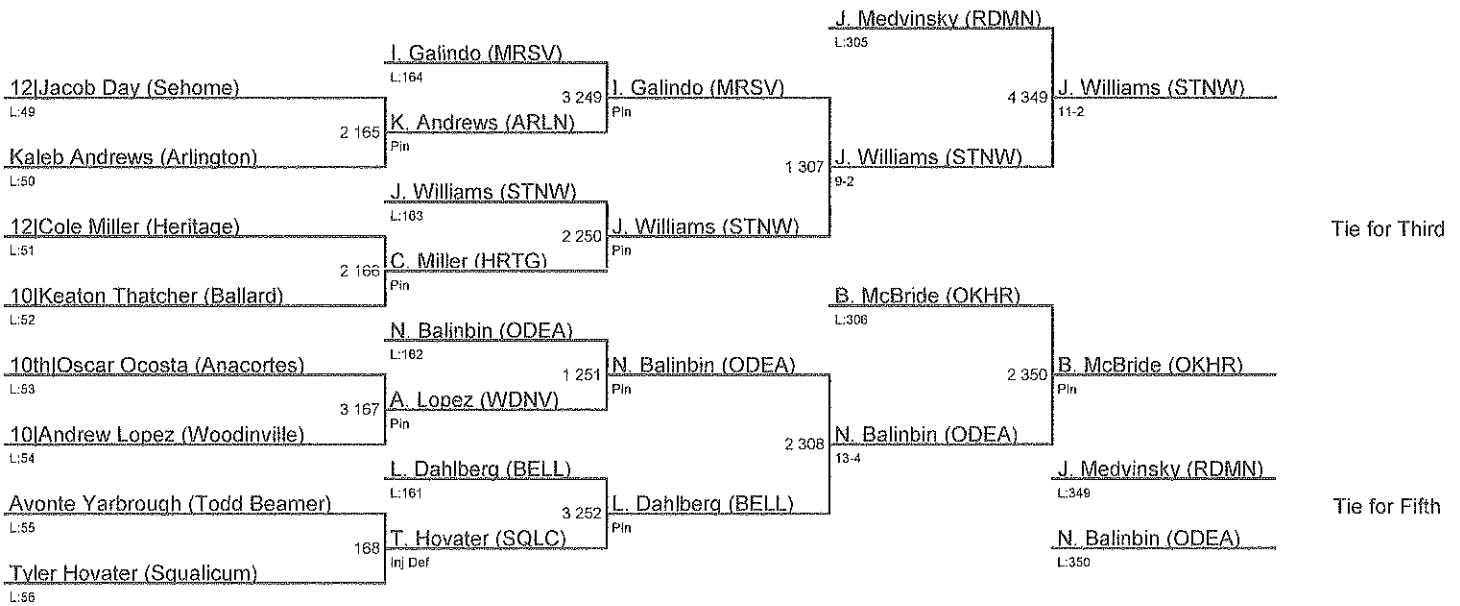 J. Medvinsky (RDMN)
L:305
I. Galindo (MRSV)
L:164
12|Jacob Day (Sehome)
L:49
3 249
I. Galindo (MRSV)
Pin
4 349
J. Williams (STNW)
11-2
2 165
K. Andrews (ARLN)
Pin
Kaleb Andrews (Arlington)
L:50
1 307
J. Williams (STNW)
9-2
J. Williams (STNW)
L:163
12|Cole Miller (Heritage)
L:51
2 250
J. Williams (STNW)
Pin
Tie for Third
2 166
C. Miller (HRTG)
Pin
10|Keaton Thatcher (Ballard)
L:52
B. McBride (OKHR)
L:306
N. Balinbin (ODEA)
L:162
10th|Oscar Ocosta (Anacortes)
L:53
1 251
N. Balinbin (ODEA)
Pin
2 350
B. McBride (OKHR)
Pin
3 167
A. Lopez (WDNV)
Pin
10|Andrew Lopez (Woodinville)
L:54
2 308
N. Balinbin (ODEA)
13-4
L. Dahlberg (BELL)
L:161
J. Medvinsky (RDMN)
L:349
Avonte Yarbrough (Todd Beamer)
L:55
3 252
L. Dahlberg (BELL)
Pin
Tie for Fifth
168
T. Hovater (SQLC)
Inj Def
N. Balinbin (ODEA)
L:350
Tyler Hovater (Squalicum)
L:56